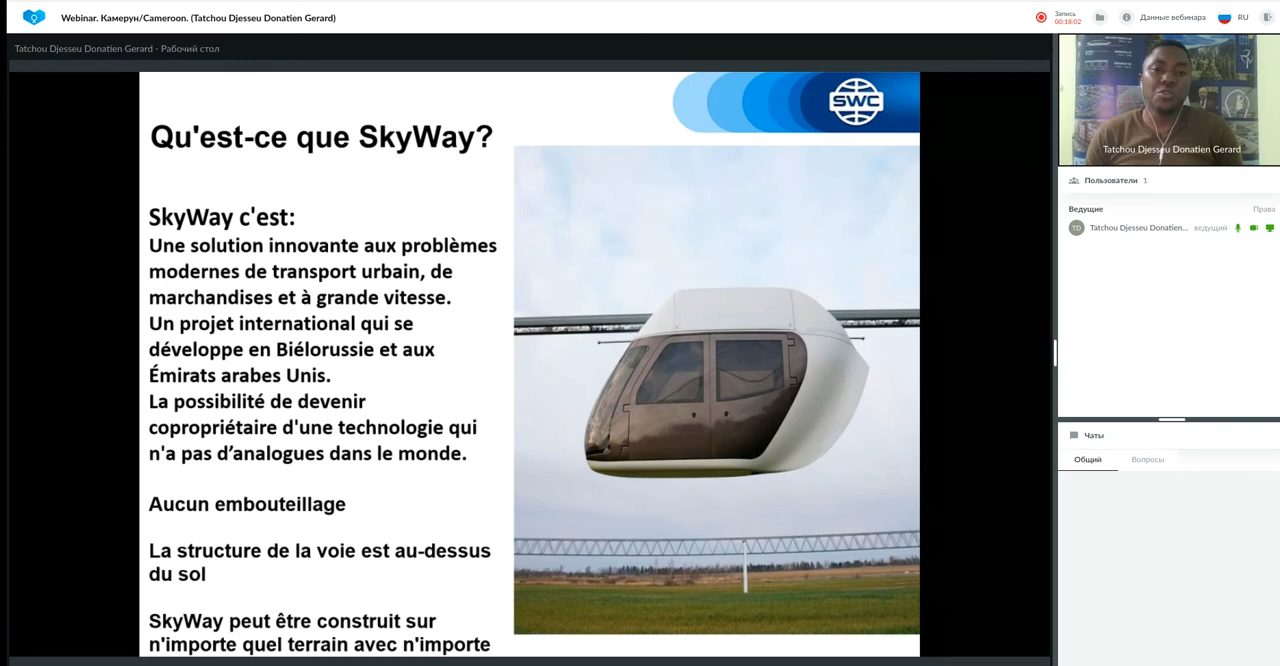 Webinar. Камерун/Cameroon. (Tatchou Djesseu Donatien Gerard)
Запись
00:18:02
Данные вебинара
RU
Tatchou Djesseu Donatien Gerard - Рабочий стол
SWC
Qu'est-ce que SkyWay?
SkyWay c'est:
Une solution innovante aux problèmes
modernes de transport urbain, de
marchandises et à grande vitesse.
Un projet international qui se
développe en Biélorussie et aux
Émirats arabes Unis.
La possibilité de devenir
copropriétaire d'une technologie qui
n'a pas d’analogues dans le monde.
Aucun embouteillage
La structure de la voie est au-dessus
du sol
SkyWay peut être construit sur
n'importe quel terrain avec n'importe
Tatchou Djesseu Donatien Gerard
Пользователи 1
Ведущие
Права
TD
Tatchou Djesseu Donatien... ведущий
Чаты
Общий
Вопросы